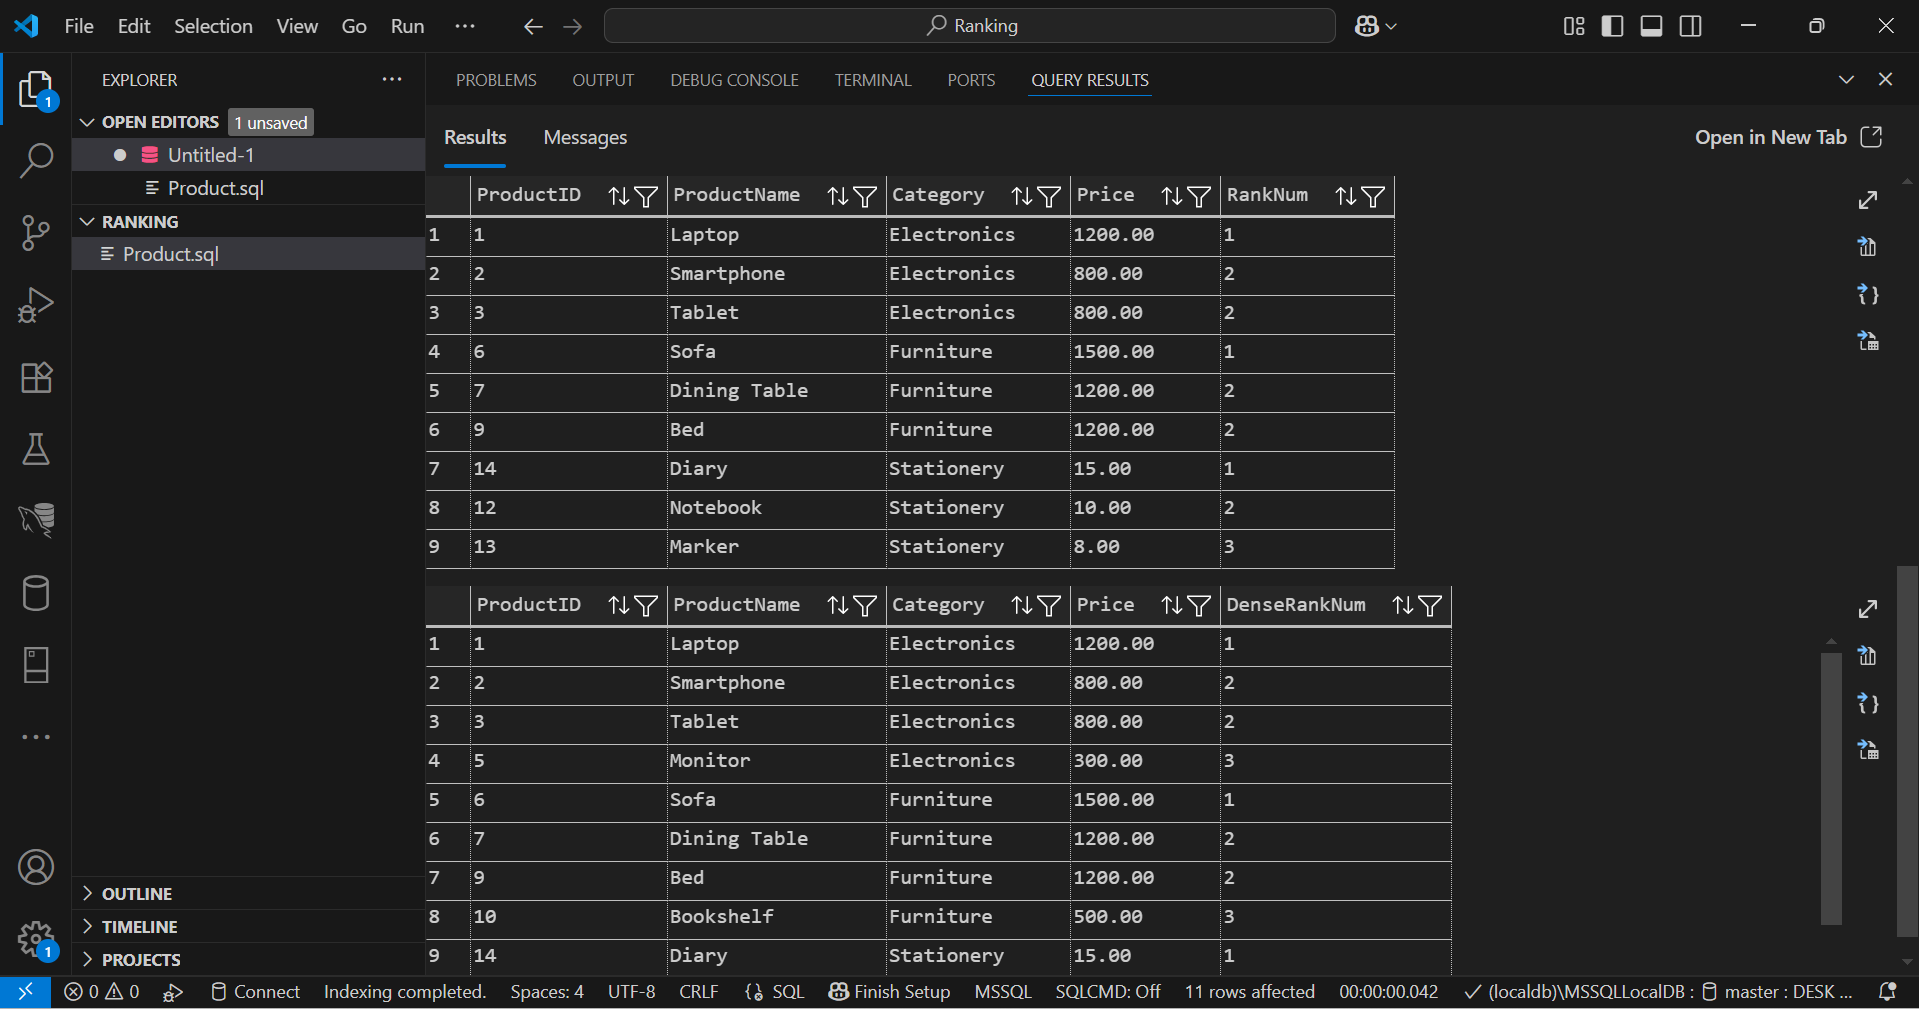 File Edit Selection View Go Run ··· Ranking
EXPLORER ···
OPEN EDITORS 1 unsaved
Untitled-1
Product.sql
RANKING
Product.sql
OUTLINE
TIMELINE
PROJECTS
1
1
PROBLEMS OUTPUT DEBUG CONSOLE TERMINAL PORTS QUERY RESULTS
Results Messages Open in New Tab
ProductID ProductName Category Price RankNum
1 1 Laptop Electronics 1200.00 1
2 2 Smartphone Electronics 800.00 2
3 3 Tablet Electronics 800.00 2
4 6 Sofa Furniture 1500.00 1
5 7 Dining Table Furniture 1200.00 2
6 9 Bed Furniture 1200.00 2
7 14 Diary Stationery 15.00 1
8 12 Notebook Stationery 10.00 2
9 13 Marker Stationery 8.00 3
ProductID ProductName Category Price DenseRankNum
1 1 Laptop Electronics 1200.00 1
2 2 Smartphone Electronics 800.00 2
3 3 Tablet Electronics 800.00 2
4 5 Monitor Electronics 300.00 3
5 6 Sofa Furniture 1500.00 1
6 7 Dining Table Furniture 1200.00 2
7 9 Bed Furniture 1200.00 2
8 10 Bookshelf Furniture 500.00 3
9 14 Diary Stationery 15.00 1
0 0 Connect Indexing completed. Spaces: 4 UTF-8 CRLF SQL Finish Setup MSSQL SQLCMD: Off 11 rows affected 00:00:00.042 (localdb)\MSSQLLocalDB : master : DESK ...